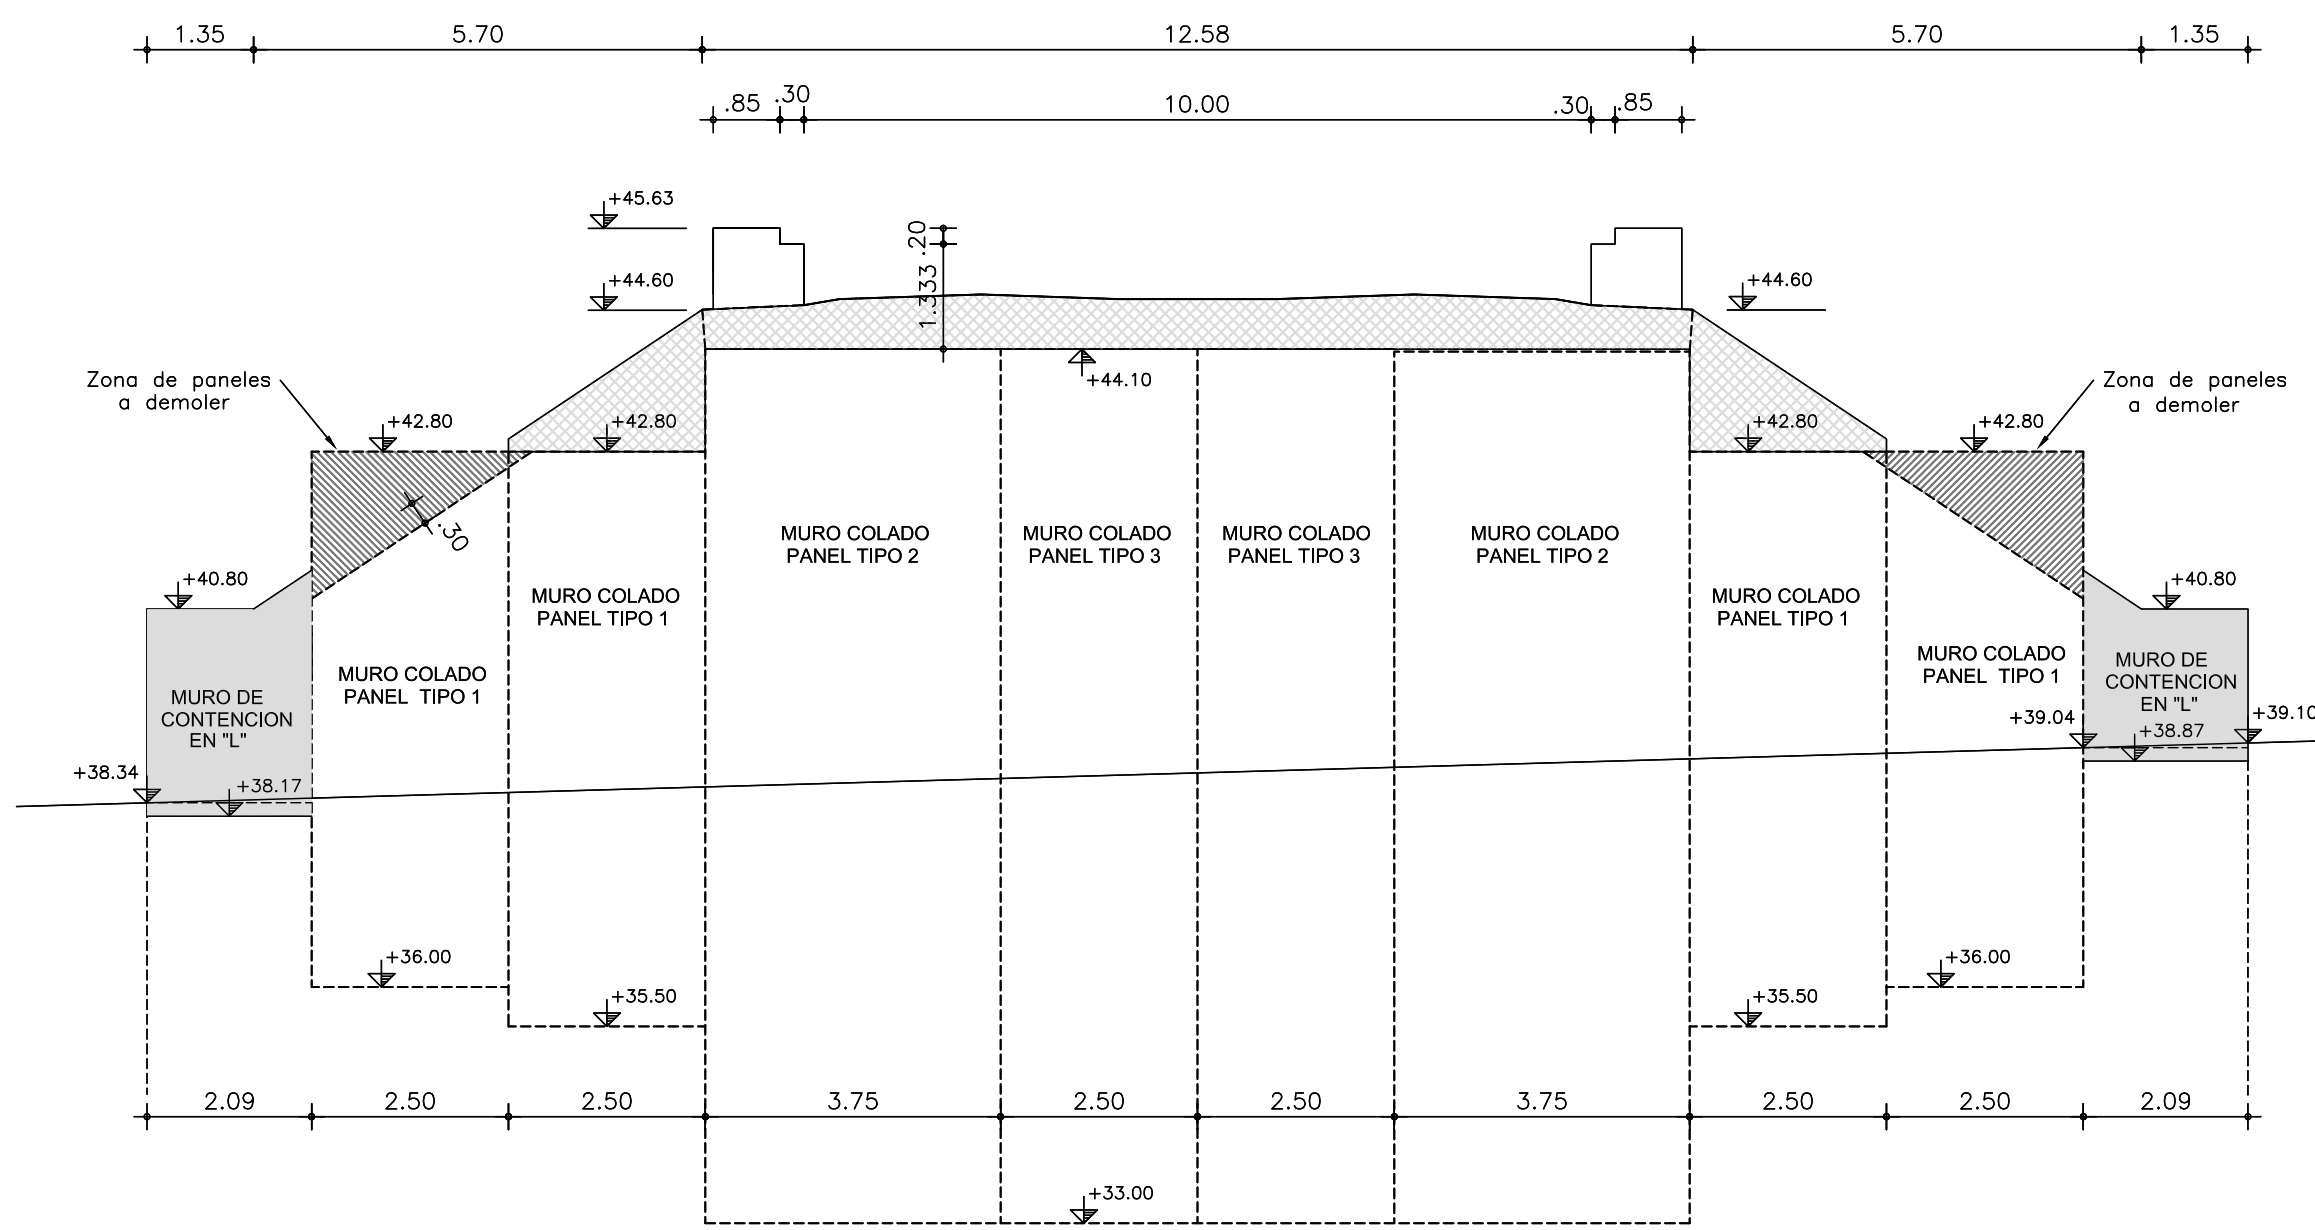 1.35
5.70
12.58
5.70
1.35
.85
.30
10.00
.30
.85
+45.63
.20
1.333
+44.60
+44.60
+44.10
Zona de paneles
a demoler
Zona de paneles
a demoler
+42.80
+42.80
+42.80
+42.80
.30
MURO COLADO
PANEL TIPO 2
MURO COLADO
PANEL TIPO 3
MURO COLADO
PANEL TIPO 3
MURO COLADO
PANEL TIPO 2
+40.80
+40.80
MURO COLADO
PANEL TIPO 1
MURO COLADO
PANEL TIPO 1
MURO COLADO
PANEL TIPO 1
MURO COLADO
PANEL TIPO 1
MURO DE
CONTENCION
EN "L"
MURO DE
CONTENCION
EN "L"
+39.04
+38.87
+39.10
+38.34
+38.17
+36.00
+35.50
+35.50
+36.00
2.09
2.50
2.50
3.75
2.50
2.50
3.75
2.50
2.50
2.09
+33.00